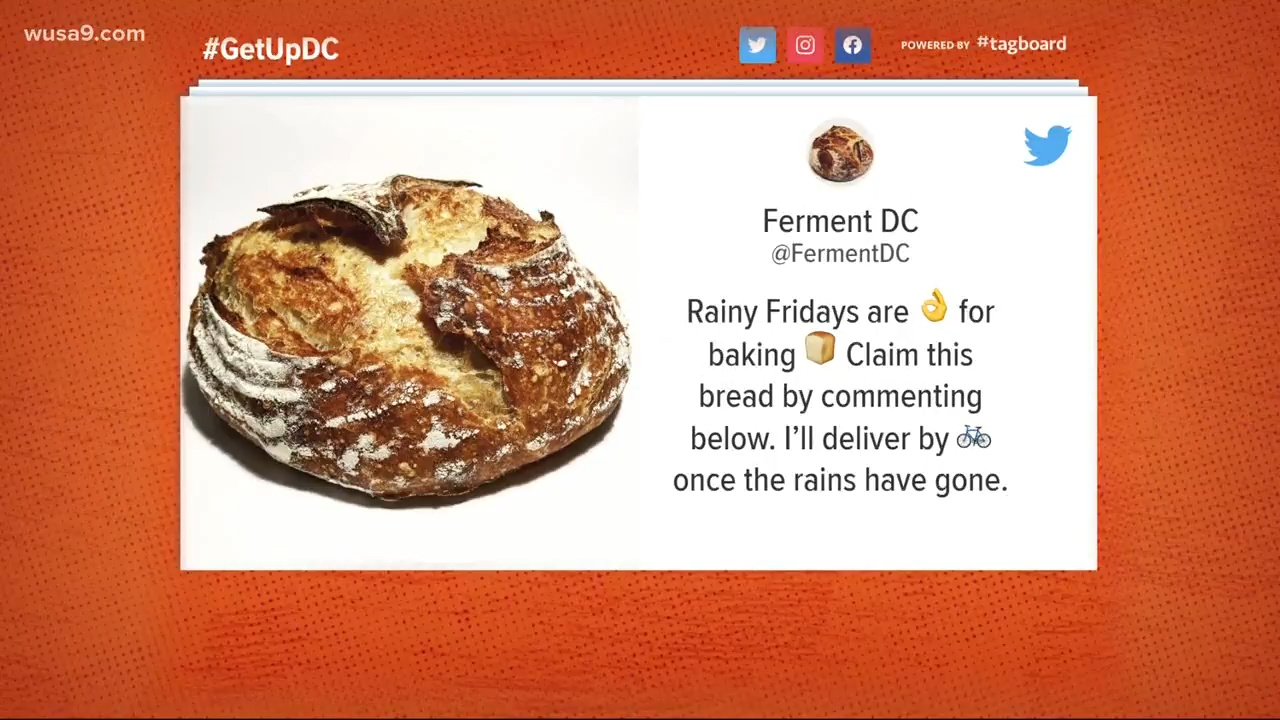 wusa9.com
#GetUpDC
POWERED BY #tagboard
Ferment DC
@FermentDC
Rainy Fridays are 👌 for
baking 🍞 Claim this
bread by commenting
below. I'll deliver by 🚲
once the rains have gone.